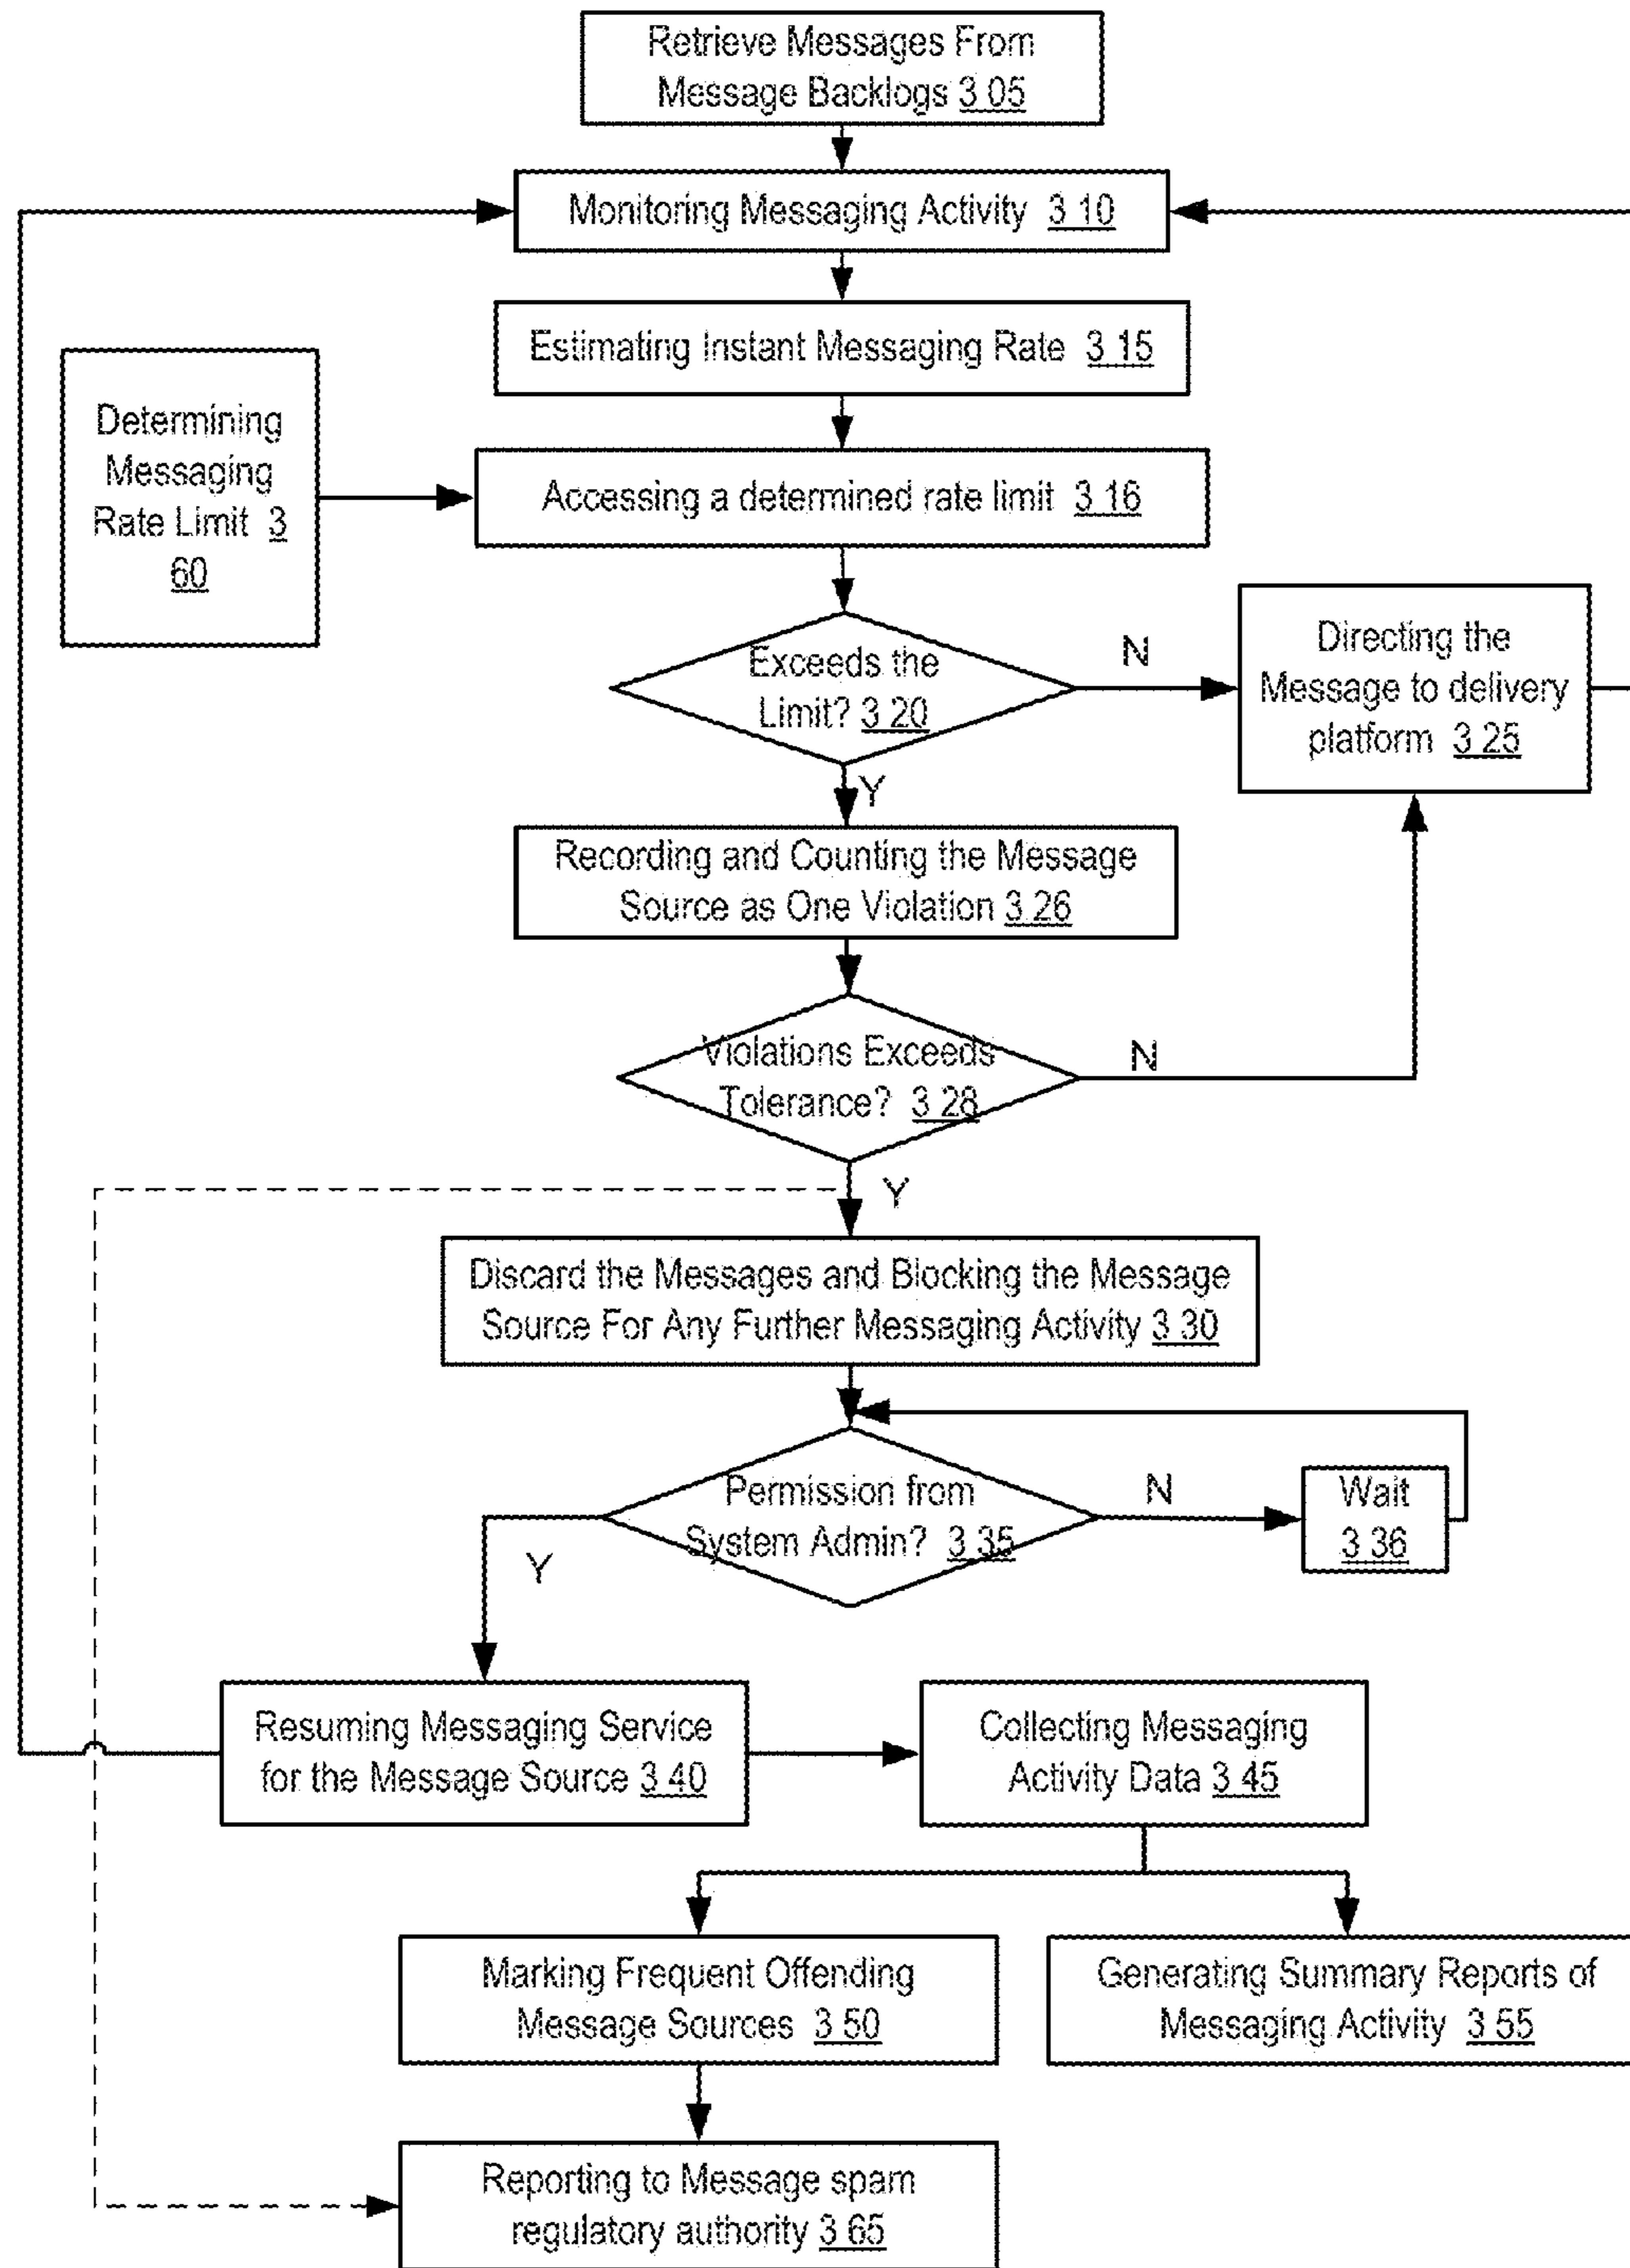 Retrieve Messages From
Message Backlogs 3 05
Monitoring Messaging Activity 3 10
Estimating Instant Messaging Rate 3 15
Determining
Messaging
Rate Limit 3
60
Accessing a determined rate limit 3 16
Exceeds the
Limit? 3 20
N
Y
Directing the
Message to delivery
platform 3 25
Recording and Counting the Message
Source as One Violation 3 26
Violations Exceeds
Tolerance? 3 28
N
Y
Discard the Messages and Blocking the Message
Source For Any Further Messaging Activity 3 30
Permission from
System Admin? 3 35
N
Y
Wait
3 36
Resuming Messaging Service
for the Message Source 3 40
Collecting Messaging
Activity Data 3 45
Marking Frequent Offending
Message Sources 3 50
Generating Summary Reports of
Messaging Activity 3 55
Reporting to Message spam
regulatory authority 3 65